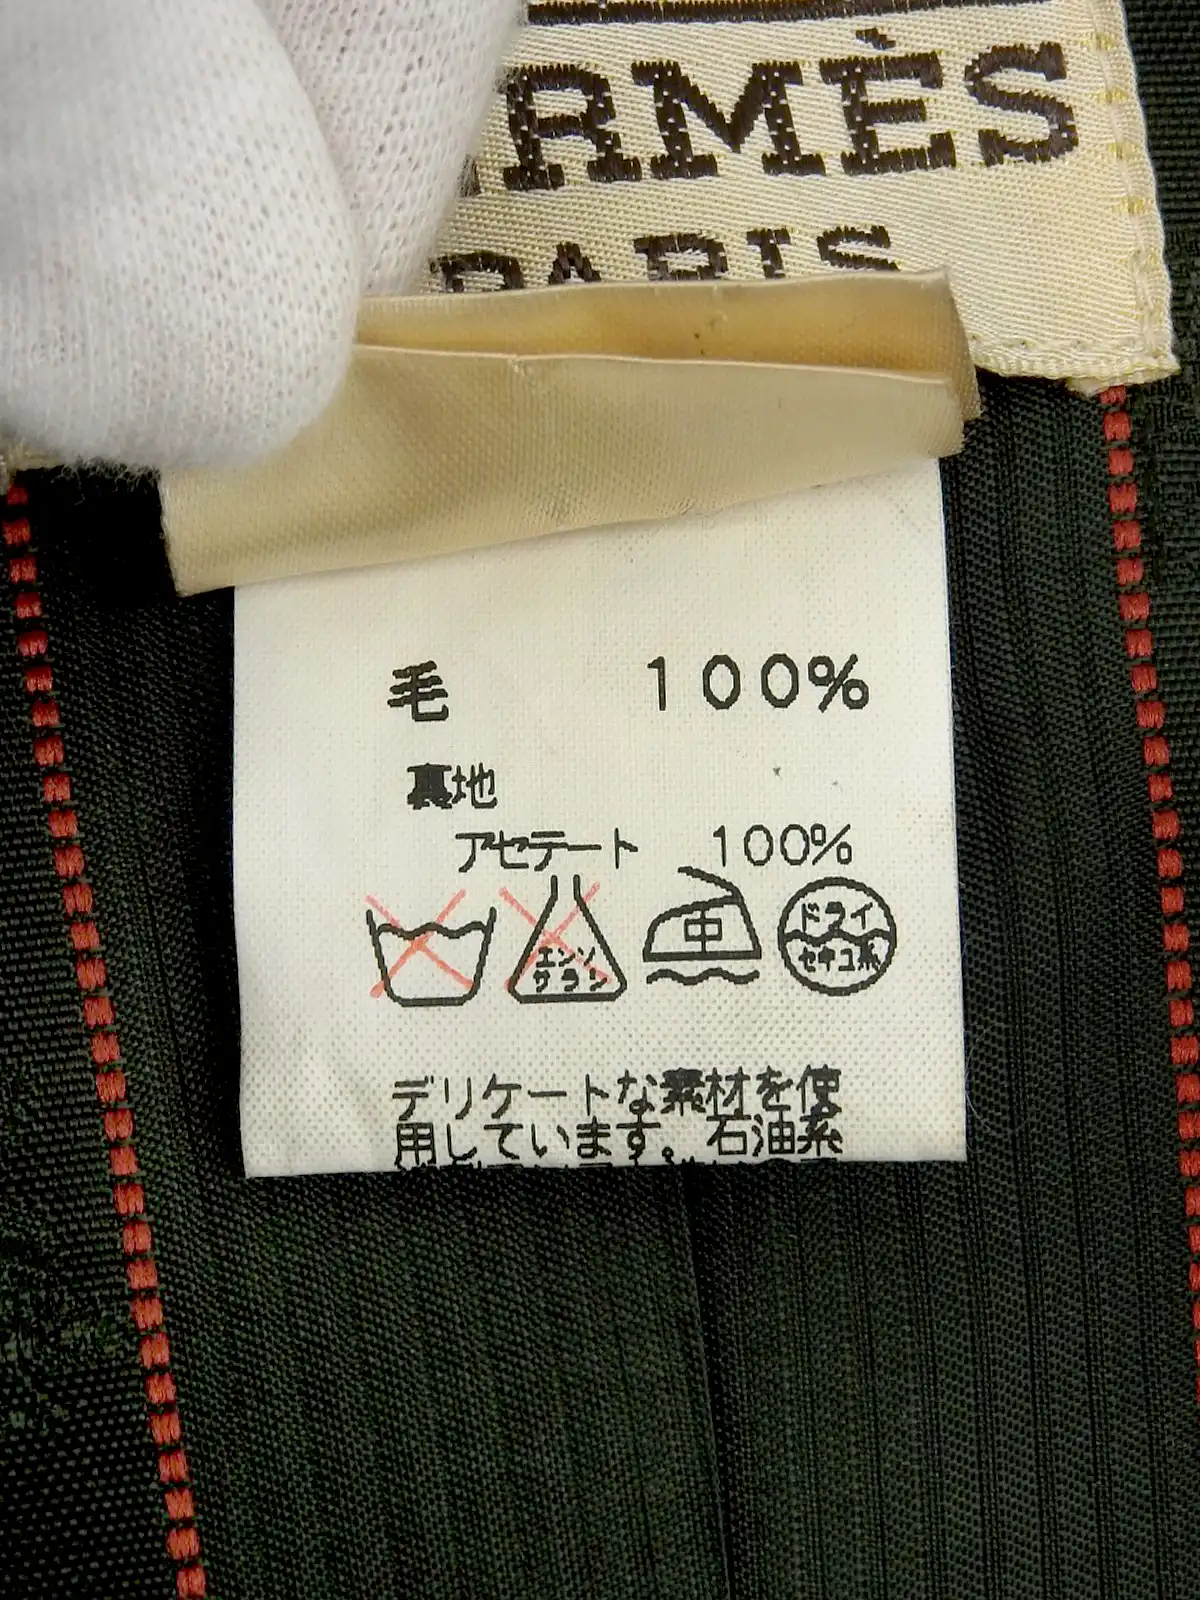 ERMÈS
PARIS
毛 100%
裏地
アセテート 100%
エンソ
サラシ
中
ドライ
セキユ系
デリケートな素材を使
用しています。石油系